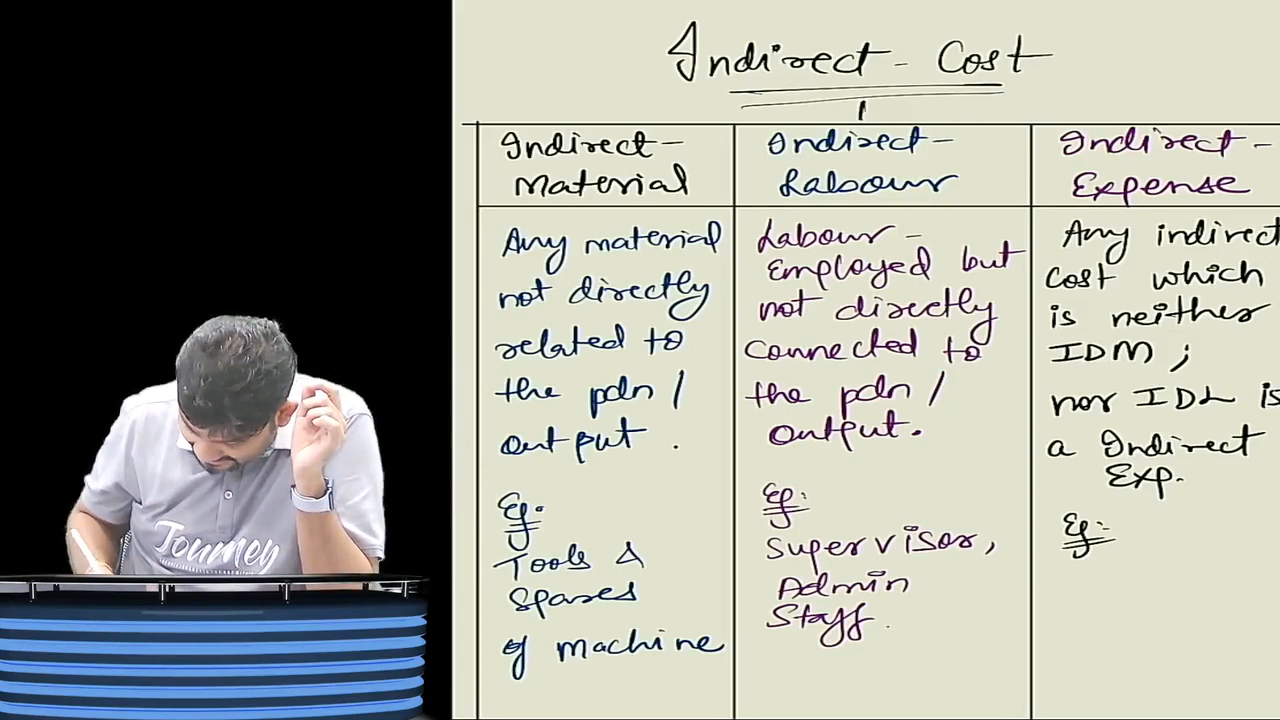 Indirect - Cost
Indirect -
Material
Any material
not directly
related to
the pdn /
output .
Eg.
Tools &
Spares
of machine
Indirect -
Labour
Labour -
Employed but
not directly
connected to
the pdn /
output.
Eg:
Supervisor,
Admin
Staff.
Indirect -
Expense
Any indirect
cost which
is neither
IDM ;
nor IDL is
a Indirect
Exp.
Eg:
Journey